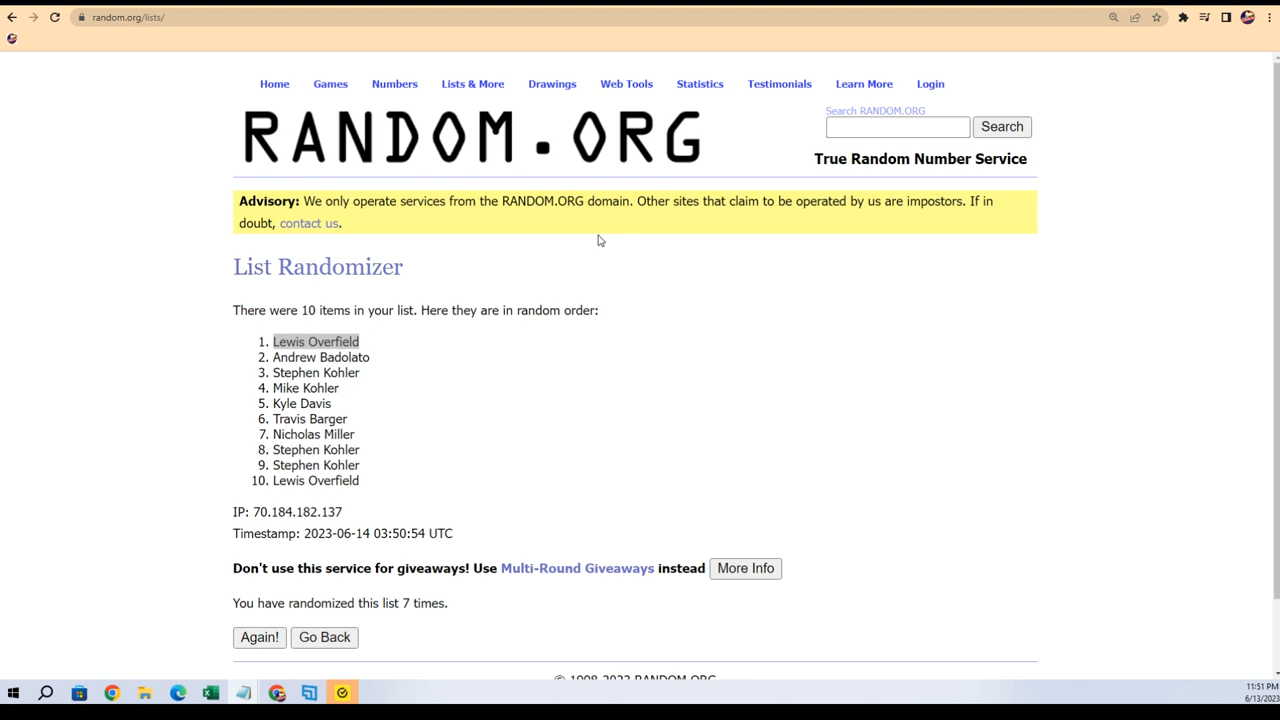 random.org/lists/
Home Games Numbers Lists & More Drawings Web Tools Statistics Testimonials Learn More Login
RANDOM.ORG
Search RANDOM.ORG
Search
True Random Number Service
Advisory: We only operate services from the RANDOM.ORG domain. Other sites that claim to be operated by us are impostors. If in
doubt, contact us.
List Randomizer
There were 10 items in your list. Here they are in random order:
1. Lewis Overfield
2. Andrew Badolato
3. Stephen Kohler
4. Mike Kohler
5. Kyle Davis
6. Travis Barger
7. Nicholas Miller
8. Stephen Kohler
9. Stephen Kohler
10. Lewis Overfield
IP: 70.184.182.137
Timestamp: 2023-06-14 03:50:54 UTC
Don't use this service for giveaways! Use Multi-Round Giveaways instead More Info
You have randomized this list 7 times.
Again! Go Back
© 1998-2023 RANDOM.ORG
11:51 PM
6/13/2023